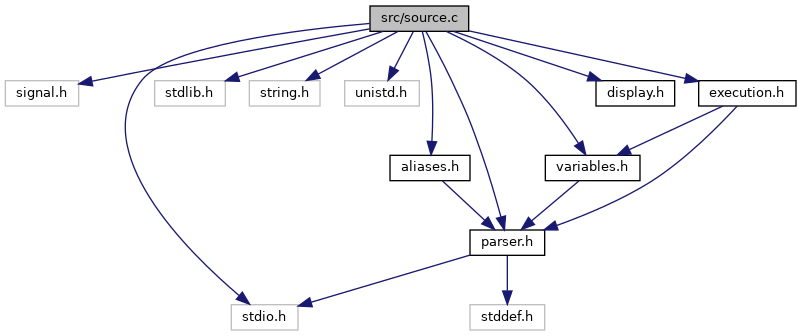 src/source.c
signal.h
stdlib.h
string.h
unistd.h
display.h
execution.h
aliases.h
variables.h
parser.h
stdio.h
stddef.h